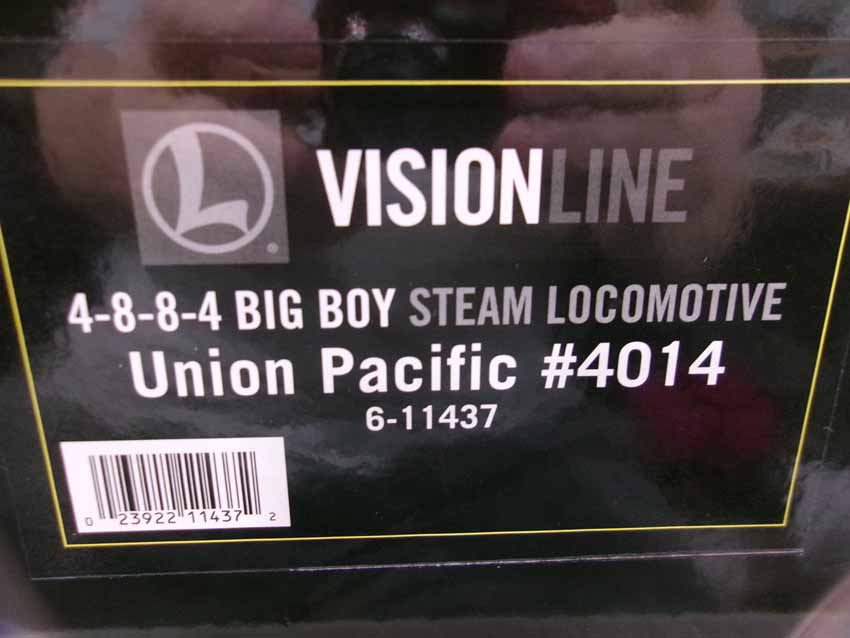 L
VISIONLINE
4-8-8-4 BIG BOY STEAM LOCOMOTIVE
Union Pacific #4014
6-11437
0 23922 11437 2